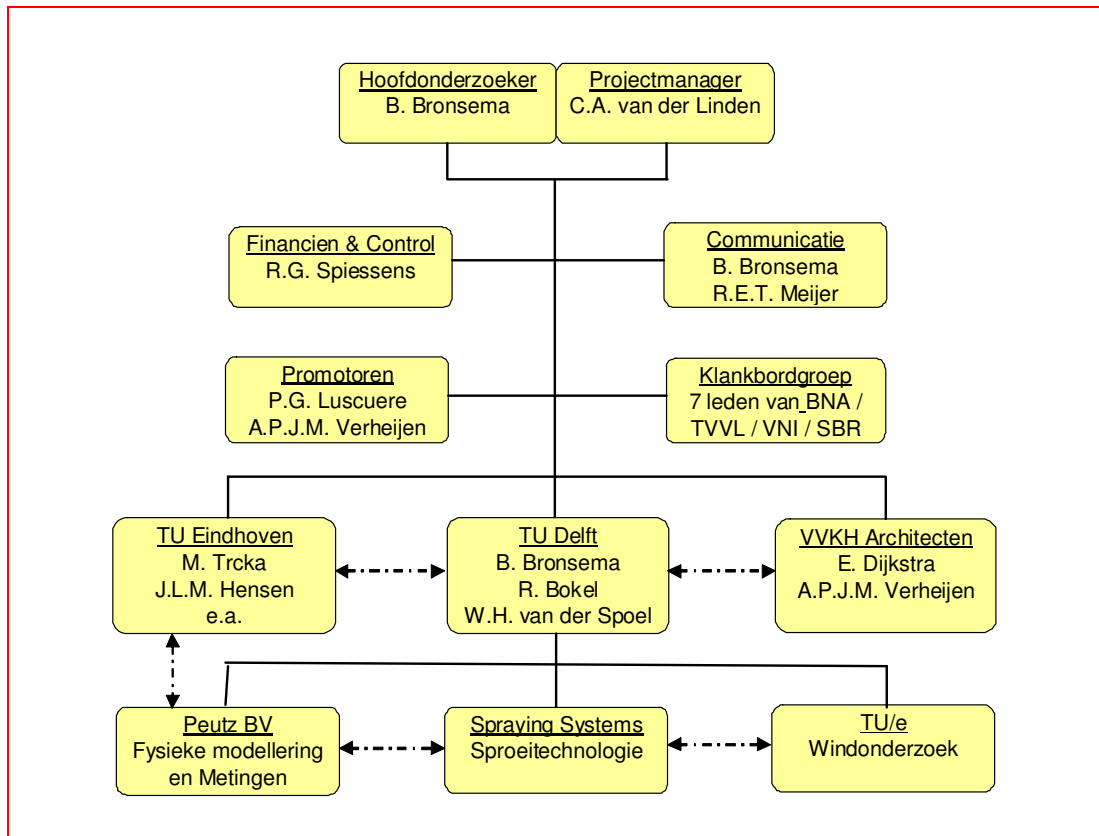 Hoofdonderzoeker
B. Bronsema
Projectmanager
C.A. van der Linden
Financien & Control
R.G. Spiessens
Communicatie
B. Bronsema
R.E.T. Meijer
Promotoren
P.G. Luscuere
A.P.J.M. Verheijen
Klankbordgroep
7 leden van BNA /
TVVL / VNI / SBR
TU Eindhoven
M. Trcka
J.L.M. Hensen
e.a.
TU Delft
B. Bronsema
R. Bokel
W.H. van der Spoel
VVKH Architecten
E. Dijkstra
A.P.J.M. Verheijen
Peutz BV
Fysieke modellering
en Metingen
Spraying Systems
Sproeitechnologie
TU/e
Windonderzoek